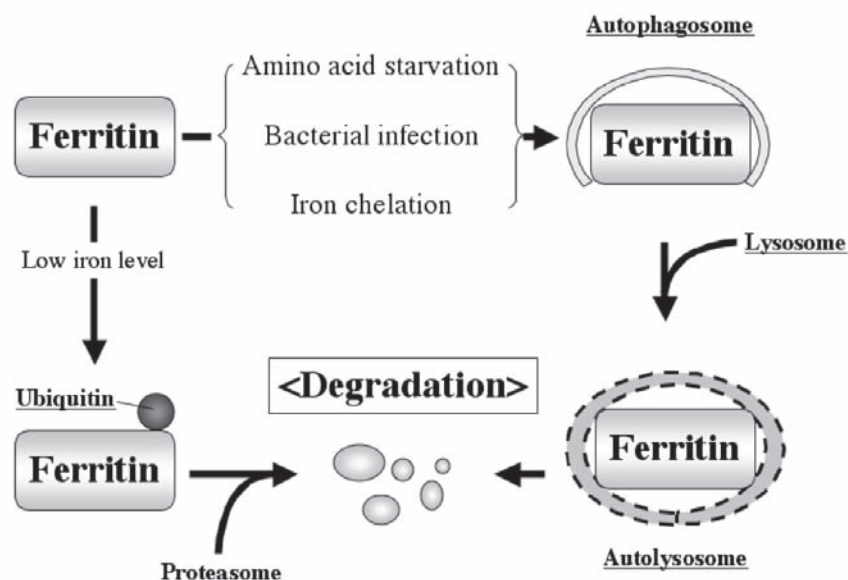 Autophagosome
Amino acid starvation
Ferritin
Bacterial infection
Ferritin
Iron chelation
Low iron level
Lysosome
<Degradation>
Ubiquitin
Ferritin
Ferritin
Proteasome
Autolysosome